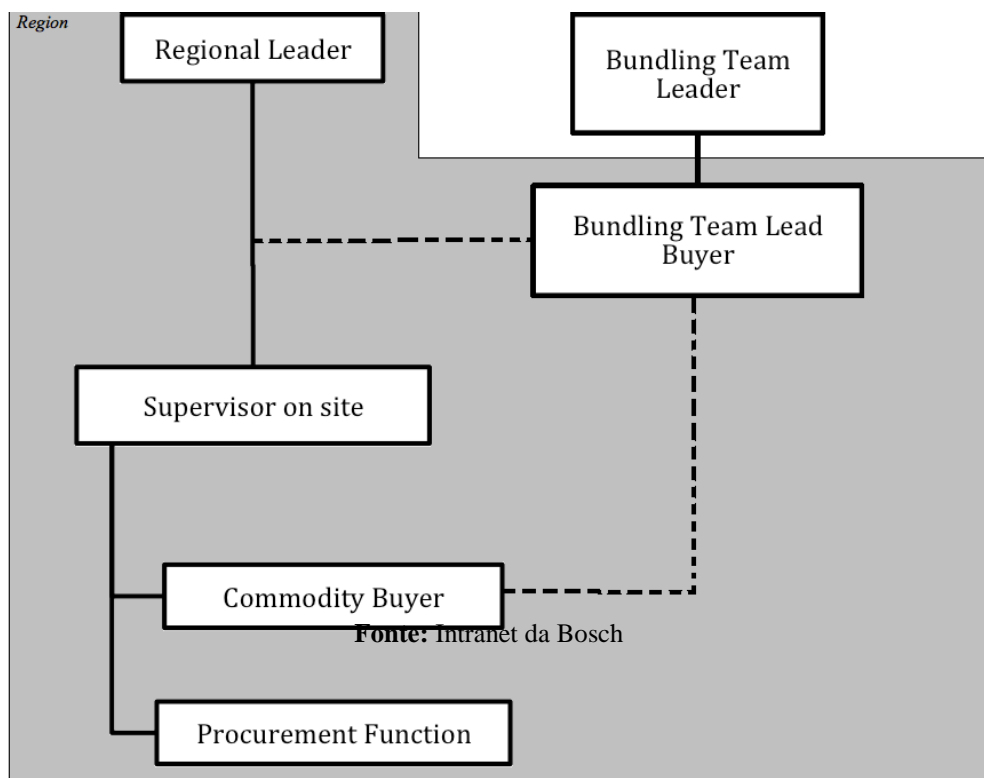 Region
Regional Leader
Bundling Team
Leader
Bundling Team Lead
Buyer
Supervisor on site
Commodity Buyer
Fonte: Intranet da Bosch
Procurement Function